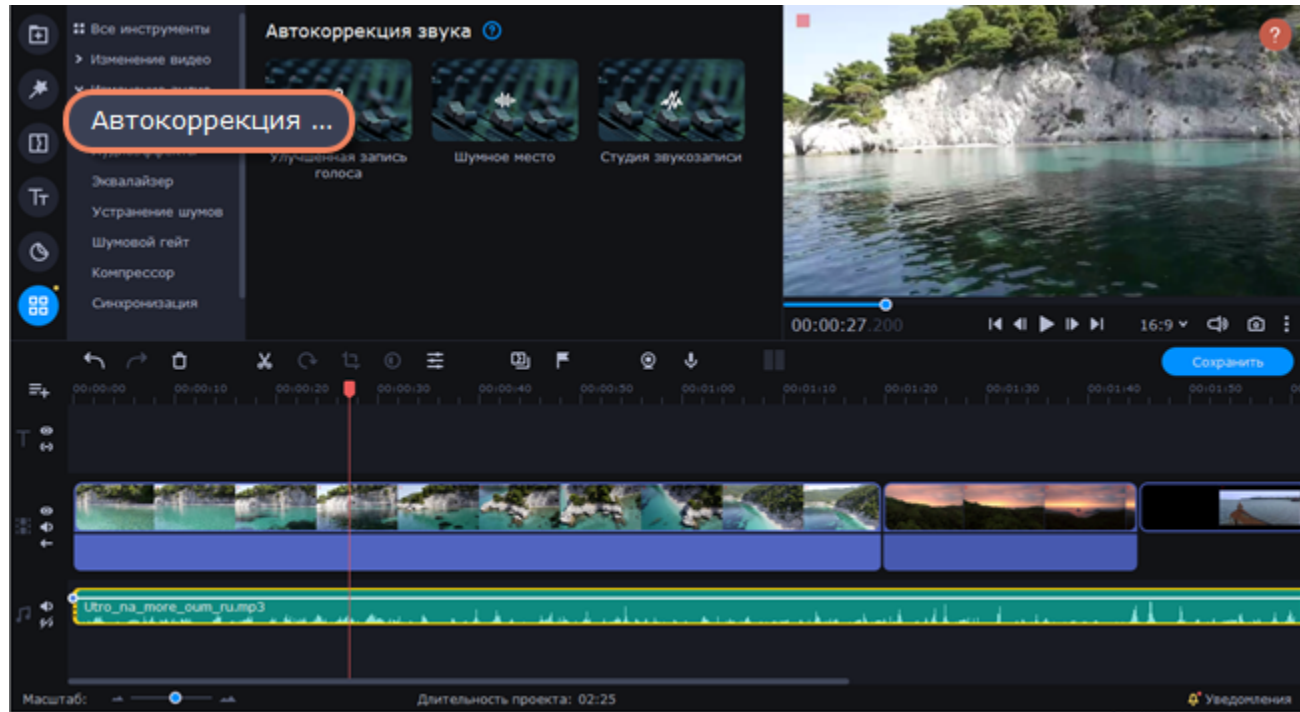 Все инструменты
Изменение видео
Автокоррекция ...
Эквалайзер
Устранение шумов
Шумовой гейт
Компрессор
Синхронизация
Автокоррекция звука ?
Улучшенная запись
голоса
Шумное место
Студия звукозаписи
?
00:00:27.200
16:9
Сохранить
00:00:00 00:00:10 00:00:20 00:00:30 00:00:40 00:00:50 00:01:00 00:01:10 00:01:20 00:01:30 00:01:40 00:01:50
Utro_na_more_oum_ru.mp3
Масштаб:
Длительность проекта: 02:25
Уведомления